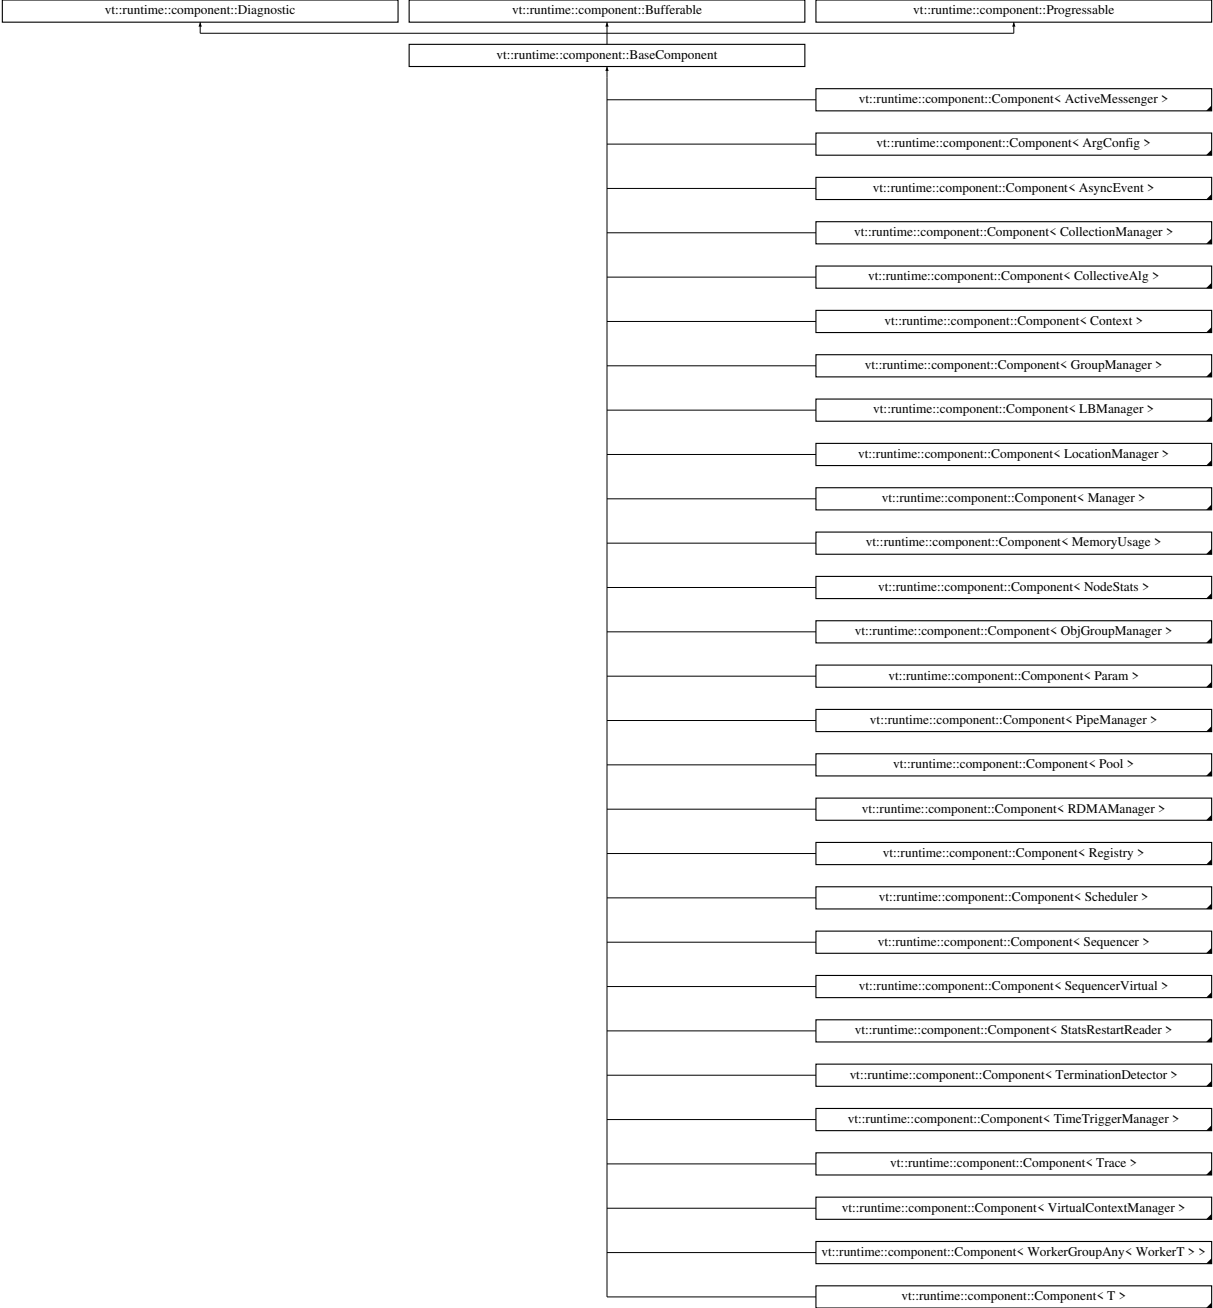 vt::runtime::component::Diagnostic
vt::runtime::component::Bufferable
vt::runtime::component::Progressable
vt::runtime::component::BaseComponent
vt::runtime::component::Component< ActiveMessenger >
vt::runtime::component::Component< ArgConfig >
vt::runtime::component::Component< AsyncEvent >
vt::runtime::component::Component< CollectionManager >
vt::runtime::component::Component< CollectiveAlg >
vt::runtime::component::Component< Context >
vt::runtime::component::Component< GroupManager >
vt::runtime::component::Component< LBManager >
vt::runtime::component::Component< LocationManager >
vt::runtime::component::Component< Manager >
vt::runtime::component::Component< MemoryUsage >
vt::runtime::component::Component< NodeStats >
vt::runtime::component::Component< ObjGroupManager >
vt::runtime::component::Component< Param >
vt::runtime::component::Component< PipeManager >
vt::runtime::component::Component< Pool >
vt::runtime::component::Component< RDMAManager >
vt::runtime::component::Component< Registry >
vt::runtime::component::Component< Scheduler >
vt::runtime::component::Component< Sequencer >
vt::runtime::component::Component< SequencerVirtual >
vt::runtime::component::Component< StatsRestartReader >
vt::runtime::component::Component< TerminationDetector >
vt::runtime::component::Component< TimeTriggerManager >
vt::runtime::component::Component< Trace >
vt::runtime::component::Component< VirtualContextManager >
vt::runtime::component::Component< WorkerGroupAny< WorkerT > >
vt::runtime::component::Component< T >